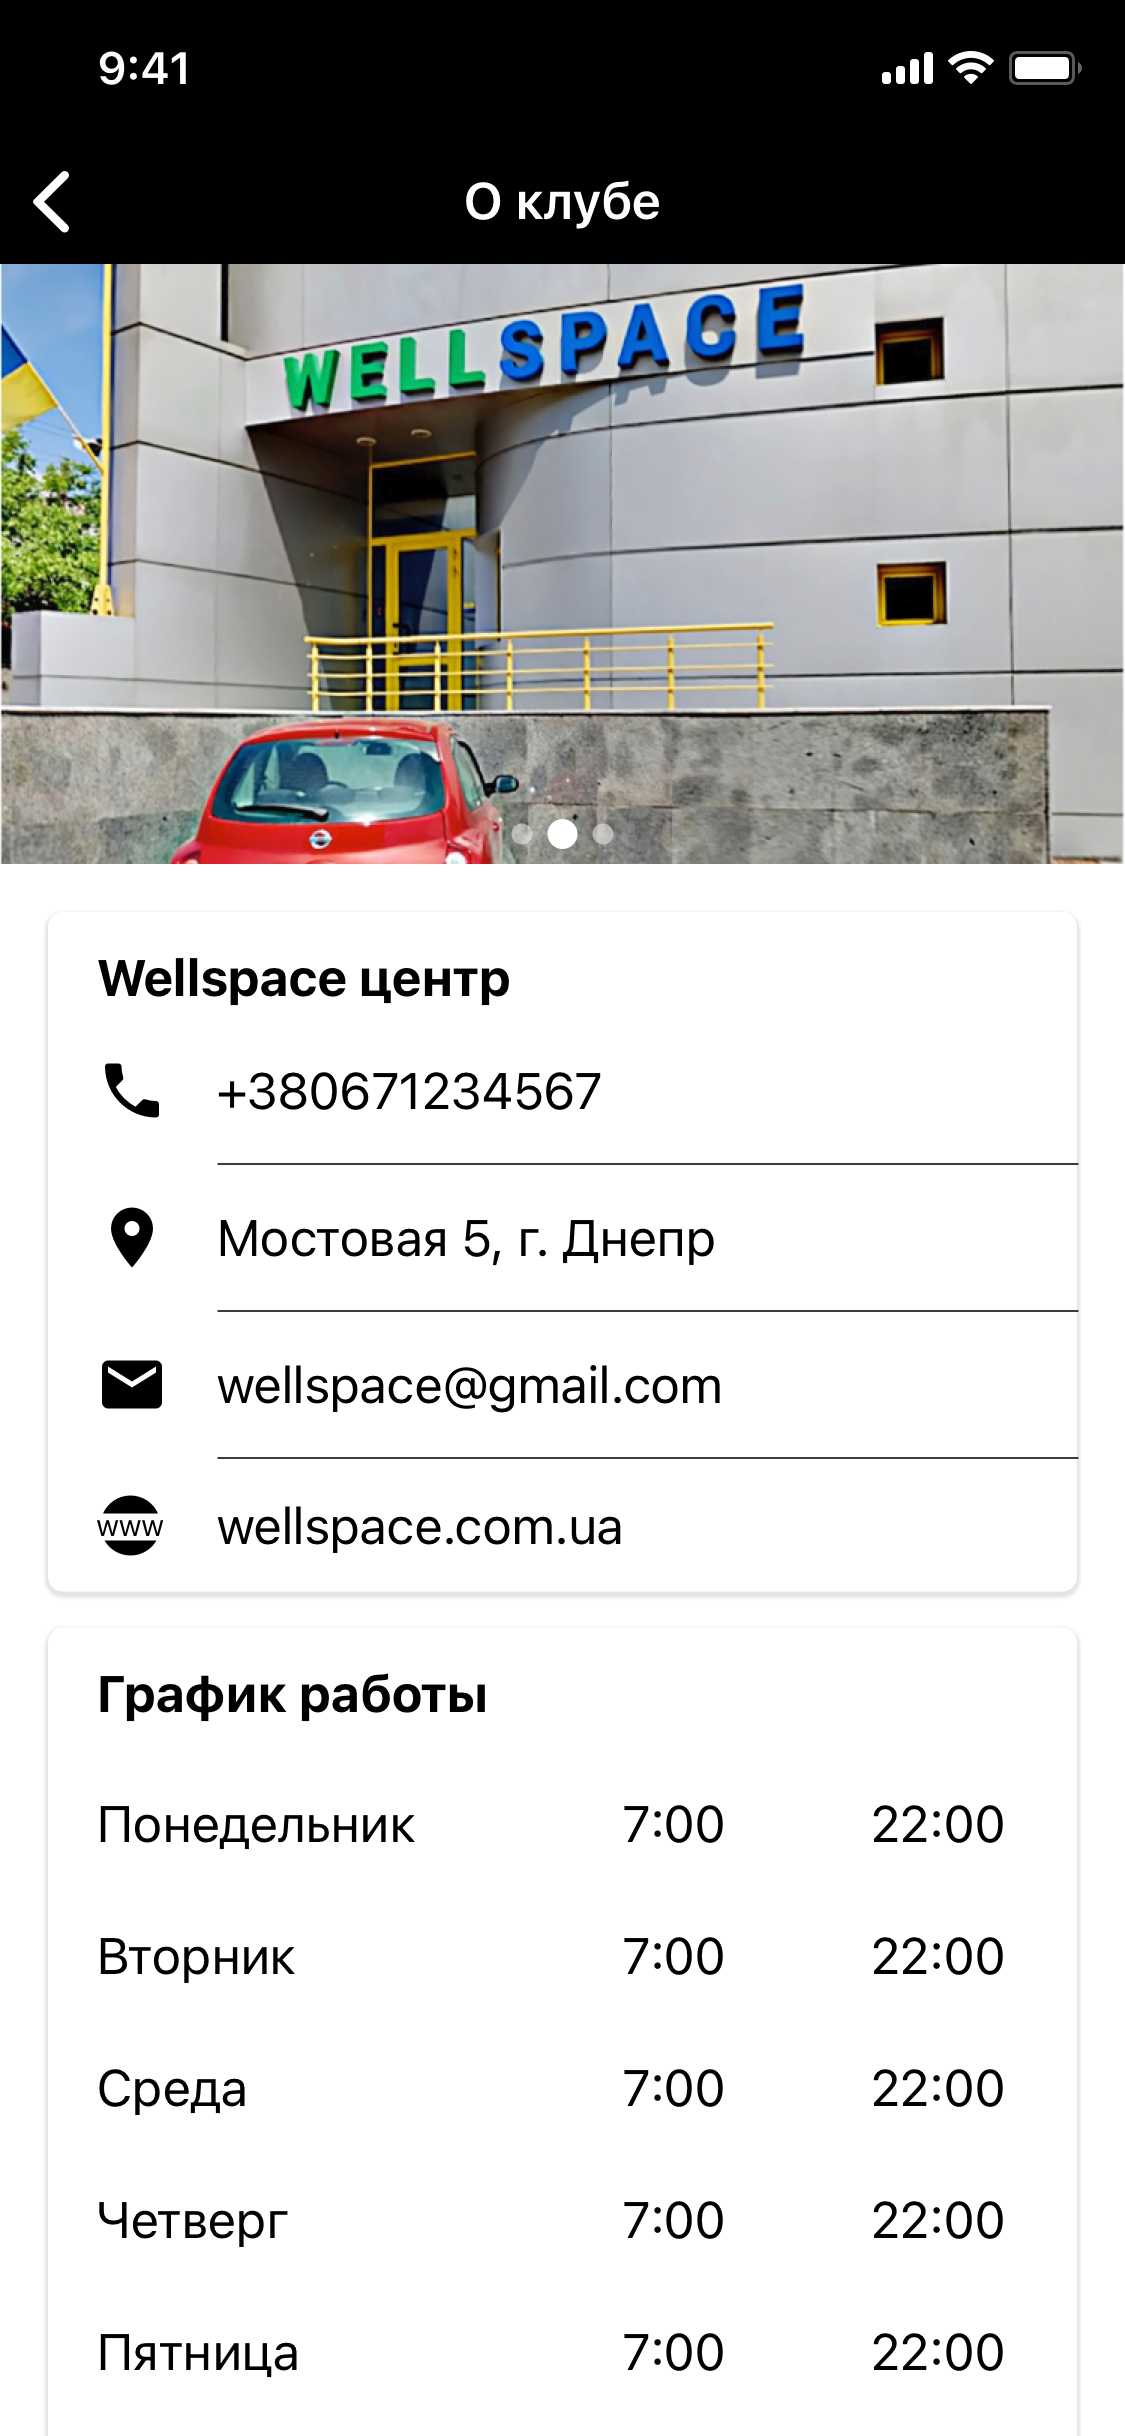 9:41
О клубе
WELLSPACE
Wellspace центр
+380671234567
Мостовая 5, г. Днепр
wellspace@gmail.com
www
wellspace.com.ua
График работы
Понедельник 7:00 22:00
Вторник 7:00 22:00
Среда 7:00 22:00
Четверг 7:00 22:00
Пятница 7:00 22:00